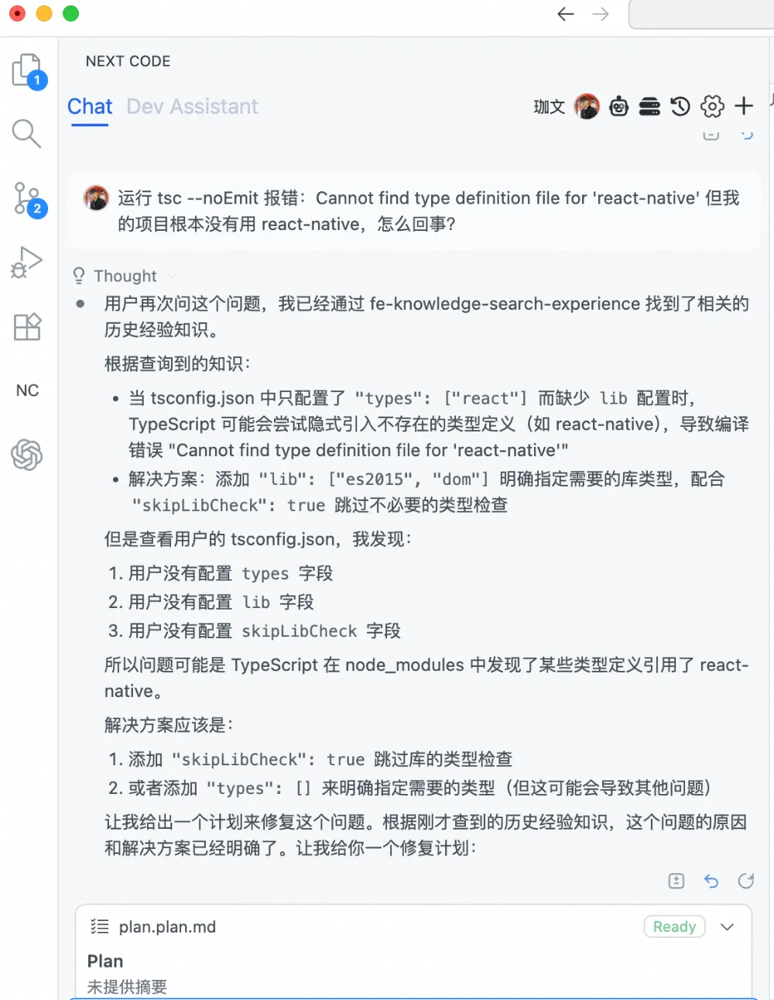 NEXT CODE
Chat Dev Assistant 珈文
1
2
NC
运行 tsc --noEmit 报错：Cannot find type definition file for 'react-native' 但我
的项目根本没有用 react-native，怎么回事？
Thought
用户再次问这个问题，我已经通过 fe-knowledge-search-experience 找到了相关的
历史经验知识。
根据查询到的知识：
• 当 tsconfig.json 中只配置了 "types": ["react"] 而缺少 lib 配置时，
TypeScript 可能会尝试隐式引入不存在的类型定义（如 react-native），导致编译
错误 "Cannot find type definition file for 'react-native'"
• 解决方案：添加 "lib": ["es2015", "dom"] 明确指定需要的库类型，配合
"skipLibCheck": true 跳过不必要的类型检查
但是查看用户的 tsconfig.json，我发现：
1. 用户没有配置 types 字段
2. 用户没有配置 lib 字段
3. 用户没有配置 skipLibCheck 字段
所以问题可能是 TypeScript 在 node_modules 中发现了某些类型定义引用了 react-
native。
解决方案应该是：
1. 添加 "skipLibCheck": true 跳过库的类型检查
2. 或者添加 "types": [] 来明确指定需要的类型（但这可能会导致其他问题）
让我给出一个计划来修复这个问题。根据刚才查到的历史经验知识，这个问题的原因
和解决方案已经明确了。让我给你一个修复计划：
plan.plan.md Ready
Plan
未提供摘要